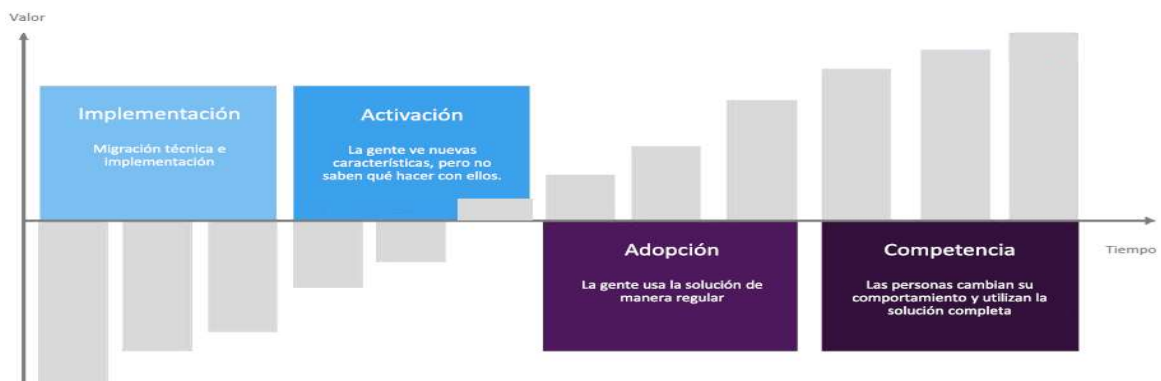 Valor
Implementación
Migración técnica e
implementación
Activación
La gente ve nuevas
características, pero no
saben qué hacer con ellos.
Adopción
La gente usa la solución de
manera regular
Competencia
Las personas cambian su
comportamiento y utilizan la
solución completa
Tiempo